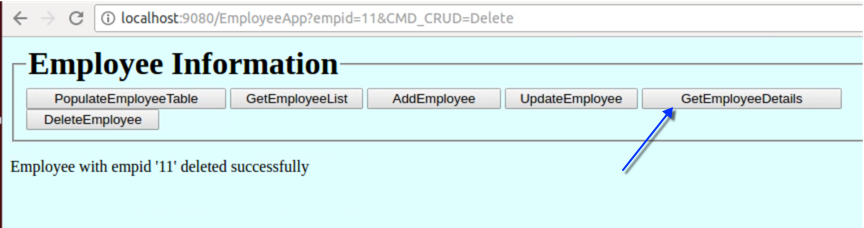 localhost:9080/EmployeeApp?empid=11&CMD_CRUD=Delete
Employee Information
PopulateEmployeeTable GetEmployeeList AddEmployee UpdateEmployee GetEmployeeDetails
DeleteEmployee
Employee with empid '11' deleted successfully